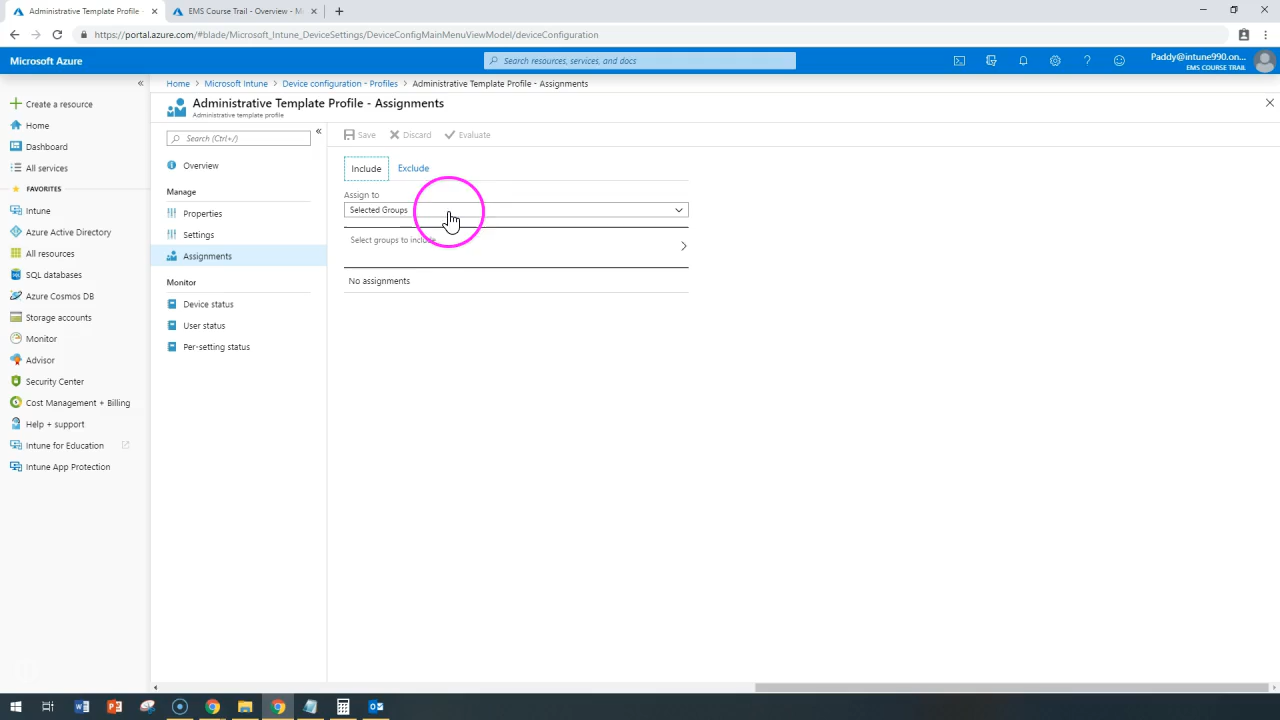 Administrative Template Profile -
EMS Course Trail - Overview - M
https://portal.azure.com/#blade/Microsoft_Intune_DeviceSettings/DeviceConfigMainMenuViewModel/deviceConfiguration
Microsoft Azure
Search resources, services, and docs
Paddy@intune990.on...
EMS COURSE TRAIL
Home > Microsoft Intune > Device configuration - Profiles > Administrative Template Profile - Assignments
Administrative Template Profile - Assignments
Administrative template profile
Create a resource
Home
Dashboard
All services
FAVORITES
Intune
Azure Active Directory
All resources
SQL databases
Azure Cosmos DB
Storage accounts
Monitor
Advisor
Security Center
Cost Management + Billing
Help + support
Intune for Education
Intune App Protection
Search (Ctrl+/)
Overview
Manage
Properties
Settings
Assignments
Monitor
Device status
User status
Per-setting status
Save Discard Evaluate
Include Exclude
Assign to
Selected Groups
Select groups to include
No assignments